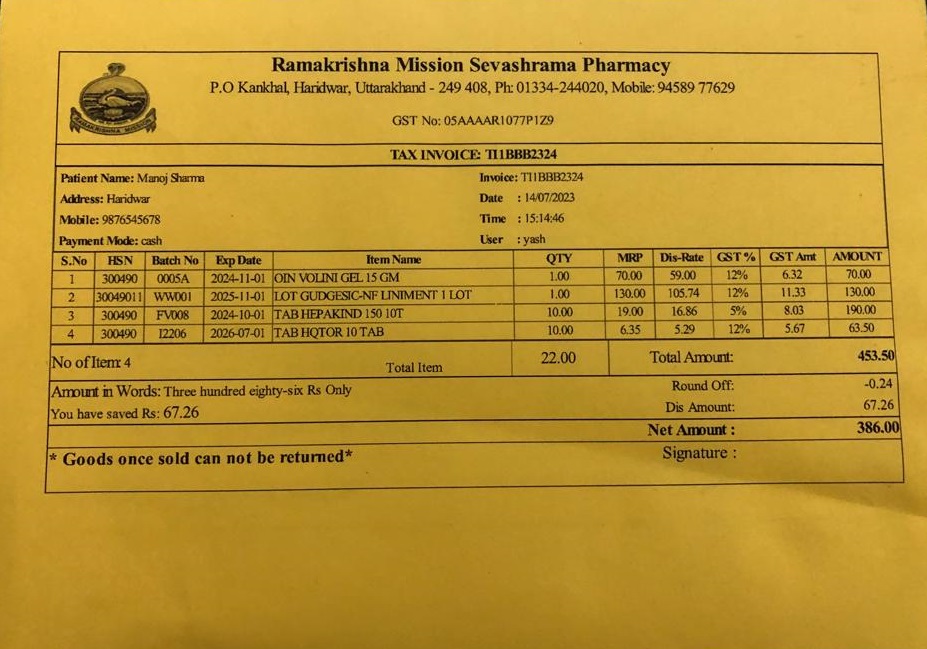 Ramakrishna Mission Sevashrama Pharmacy
P.O Kankhal, Haridwar, Uttarakhand - 249 408, Ph: 01334-244020, Mobile: 94589 77629
RAMAKRISHNA MISSION
GST No: 05AAAAR1077P1Z9
TAX INVOICE: TI1BBB2324
Patient Name: Manoj Sharma Invoice: TI1BBB2324
Address: Haridwar Date : 14/07/2023
Mobile: 9876545678 Time : 15:14:46
Payment Mode: cash User : yash
S.No HSN Batch No Exp Date Item Name QTY MRP Dis-Rate GST % GST Amt AMOUNT
1 300490 0005A 2024-11-01 OIN VOLINI GEL 15 GM 1.00 70.00 59.00 12% 6.32 70.00
2 30049011 WW001 2025-11-01 LOT GUDGESIC-NF LINIMENT 1 LOT 1.00 130.00 105.74 12% 11.33 130.00
3 300490 FV008 2024-10-01 TAB HEPAKIND 150 10T 10.00 19.00 16.86 5% 8.03 190.00
4 300490 I2206 2026-07-01 TAB HQTOR 10 TAB 10.00 6.35 5.29 12% 5.67 63.50
No of Item: 4 Total Item 22.00 Total Amount: 453.50
Amount in Words: Three hundred eighty-six Rs Only Round Off: -0.24
You have saved Rs: 67.26 Dis Amount: 67.26
Net Amount : 386.00
* Goods once sold can not be returned* Signature :